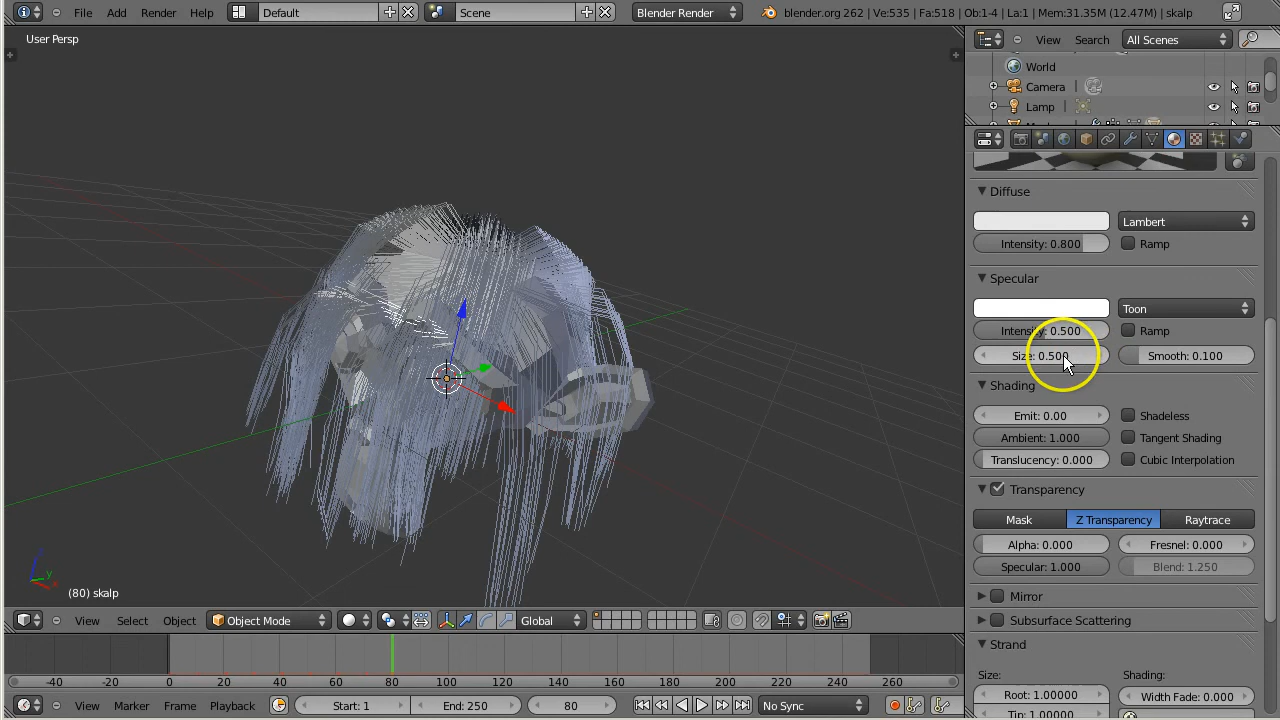 File Add Render Help Default Scene Blender Render blender.org 262 | Ve:535 | Fa:518 | Ob:1-4 | La:1 | Mem:31.35M (12.47M) | skalp
User Persp
View Search All Scenes
World
Camera
Lamp
Diffuse
Lambert
Intensity: 0.800 Ramp
Specular
Toon
Intensity: 0.500 Ramp
Size: 0.500 Smooth: 0.100
Shading
Emit: 0.00 Shadeless
Ambient: 1.000 Tangent Shading
Translucency: 0.000 Cubic Interpolation
Transparency
Mask Z Transparency Raytrace
Alpha: 0.000 Fresnel: 0.000
Specular: 1.000 Blend: 1.250
Mirror
Subsurface Scattering
Strand
Size: Shading:
Root: 1.00000 Width Fade: 0.000
Tip: 1.00000
z
y
x
(80) skalp
View Select Object Object Mode Global
-40 -20 0 20 40 60 80 100 120 140 160 180 200 220 240 260
View Marker Frame Playback Start: 1 End: 250 80 No Sync